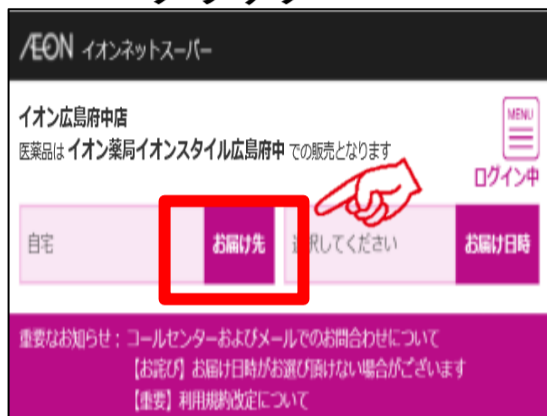 ÆON イオンネットスーパー
イオン広島府中店
医薬品は イオン薬局イオンスタイル広島府中 での販売となります
MENU
ログイン中
自宅 お届け先 選択してください お届け日時
重要なお知らせ： コールセンターおよびメールでのお問合わせについて
【お詫び】お届け日時がお選び頂けない場合がございます
【重要】利用規約改定について